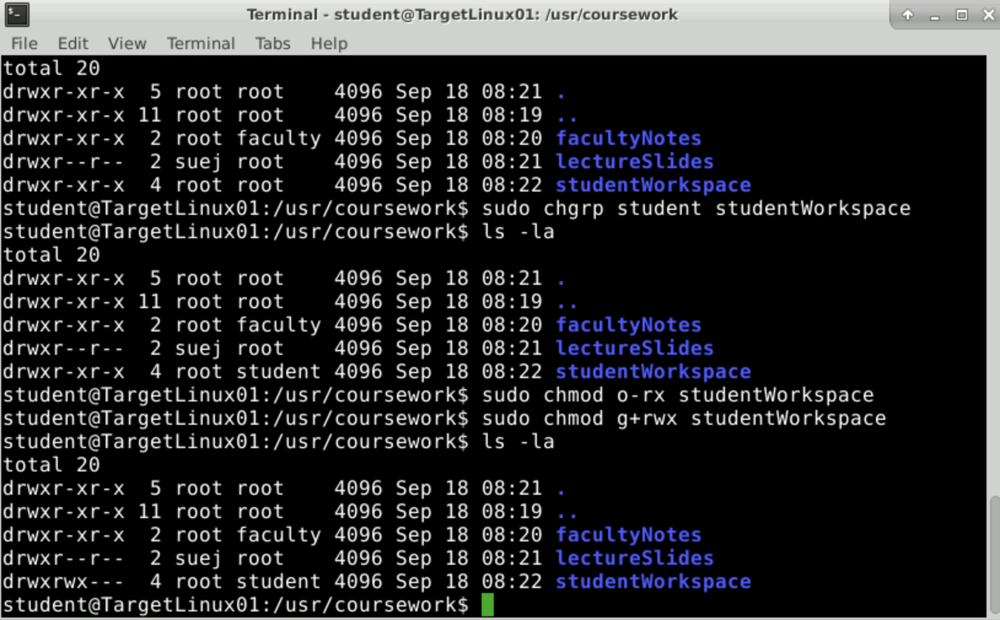 Terminal - student@TargetLinux01: /usr/coursework
File Edit View Terminal Tabs Help
total 20
drwxr-xr-x  5 root root    4096 Sep 18 08:21 .
drwxr-xr-x 11 root root    4096 Sep 18 08:19 ..
drwxr-xr-x  2 root faculty 4096 Sep 18 08:20 facultyNotes
drwxr--r--  2 suej root    4096 Sep 18 08:21 lectureSlides
drwxr-xr-x  4 root root    4096 Sep 18 08:22 studentWorkspace
student@TargetLinux01:/usr/coursework$ sudo chgrp student studentWorkspace
student@TargetLinux01:/usr/coursework$ ls -la
total 20
drwxr-xr-x  5 root root    4096 Sep 18 08:21 .
drwxr-xr-x 11 root root    4096 Sep 18 08:19 ..
drwxr-xr-x  2 root faculty 4096 Sep 18 08:20 facultyNotes
drwxr--r--  2 suej root    4096 Sep 18 08:21 lectureSlides
drwxr-xr-x  4 root student 4096 Sep 18 08:22 studentWorkspace
student@TargetLinux01:/usr/coursework$ sudo chmod o-rx studentWorkspace
student@TargetLinux01:/usr/coursework$ sudo chmod g+rwx studentWorkspace
student@TargetLinux01:/usr/coursework$ ls -la
total 20
drwxr-xr-x  5 root root    4096 Sep 18 08:21 .
drwxr-xr-x 11 root root    4096 Sep 18 08:19 ..
drwxr-xr-x  2 root faculty 4096 Sep 18 08:20 facultyNotes
drwxr--r--  2 suej root    4096 Sep 18 08:21 lectureSlides
drwxrwx---  4 root student 4096 Sep 18 08:22 studentWorkspace
student@TargetLinux01:/usr/coursework$